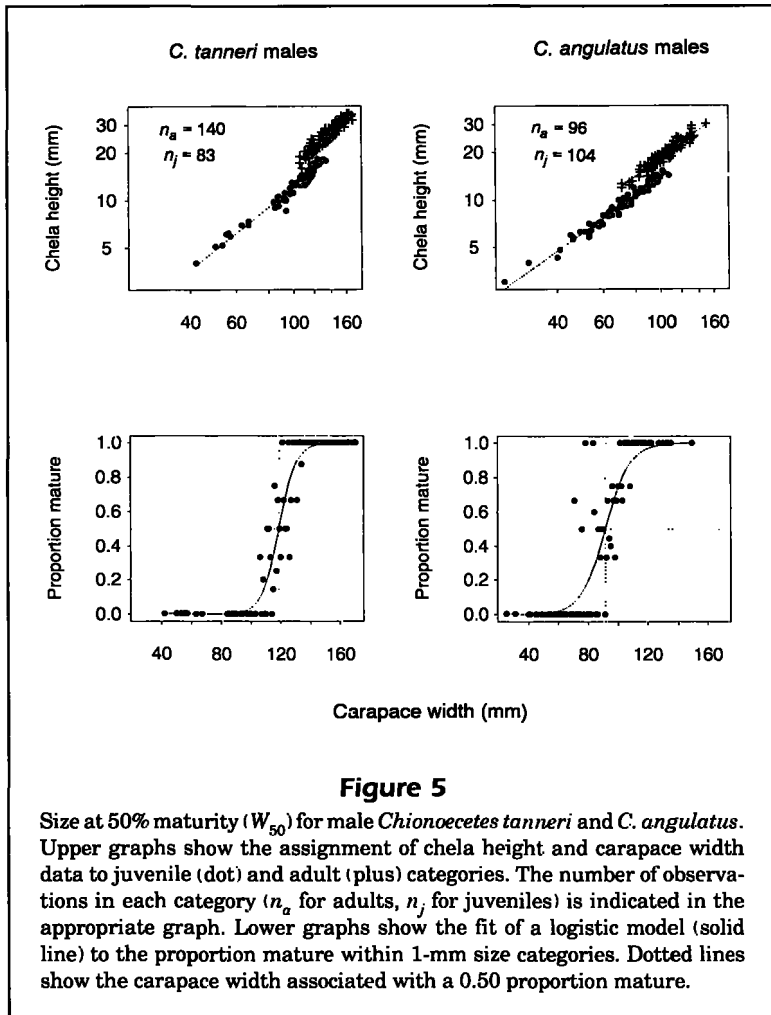 C. tanneri males
C. angulatus males
Chela height (mm)
30
20
10
5
n_a = 140
n_j = 83
40 60 100 160
Chela height (mm)
30
20
10
5
n_a = 96
n_j = 104
40 60 100 160
Proportion mature
1.0
0.8
0.6
0.4
0.2
0.0
40 80 120 160
Proportion mature
1.0
0.8
0.6
0.4
0.2
0.0
40 80 120 160
Carapace width (mm)
Figure 5
Size at 50% maturity (W_50) for male Chionoecetes tanneri and C. angulatus.
Upper graphs show the assignment of chela height and carapace width
data to juvenile (dot) and adult (plus) categories. The number of observa-
tions in each category (n_a for adults, n_j for juveniles) is indicated in the
appropriate graph. Lower graphs show the fit of a logistic model (solid
line) to the proportion mature within 1-mm size categories. Dotted lines
show the carapace width associated with a 0.50 proportion mature.